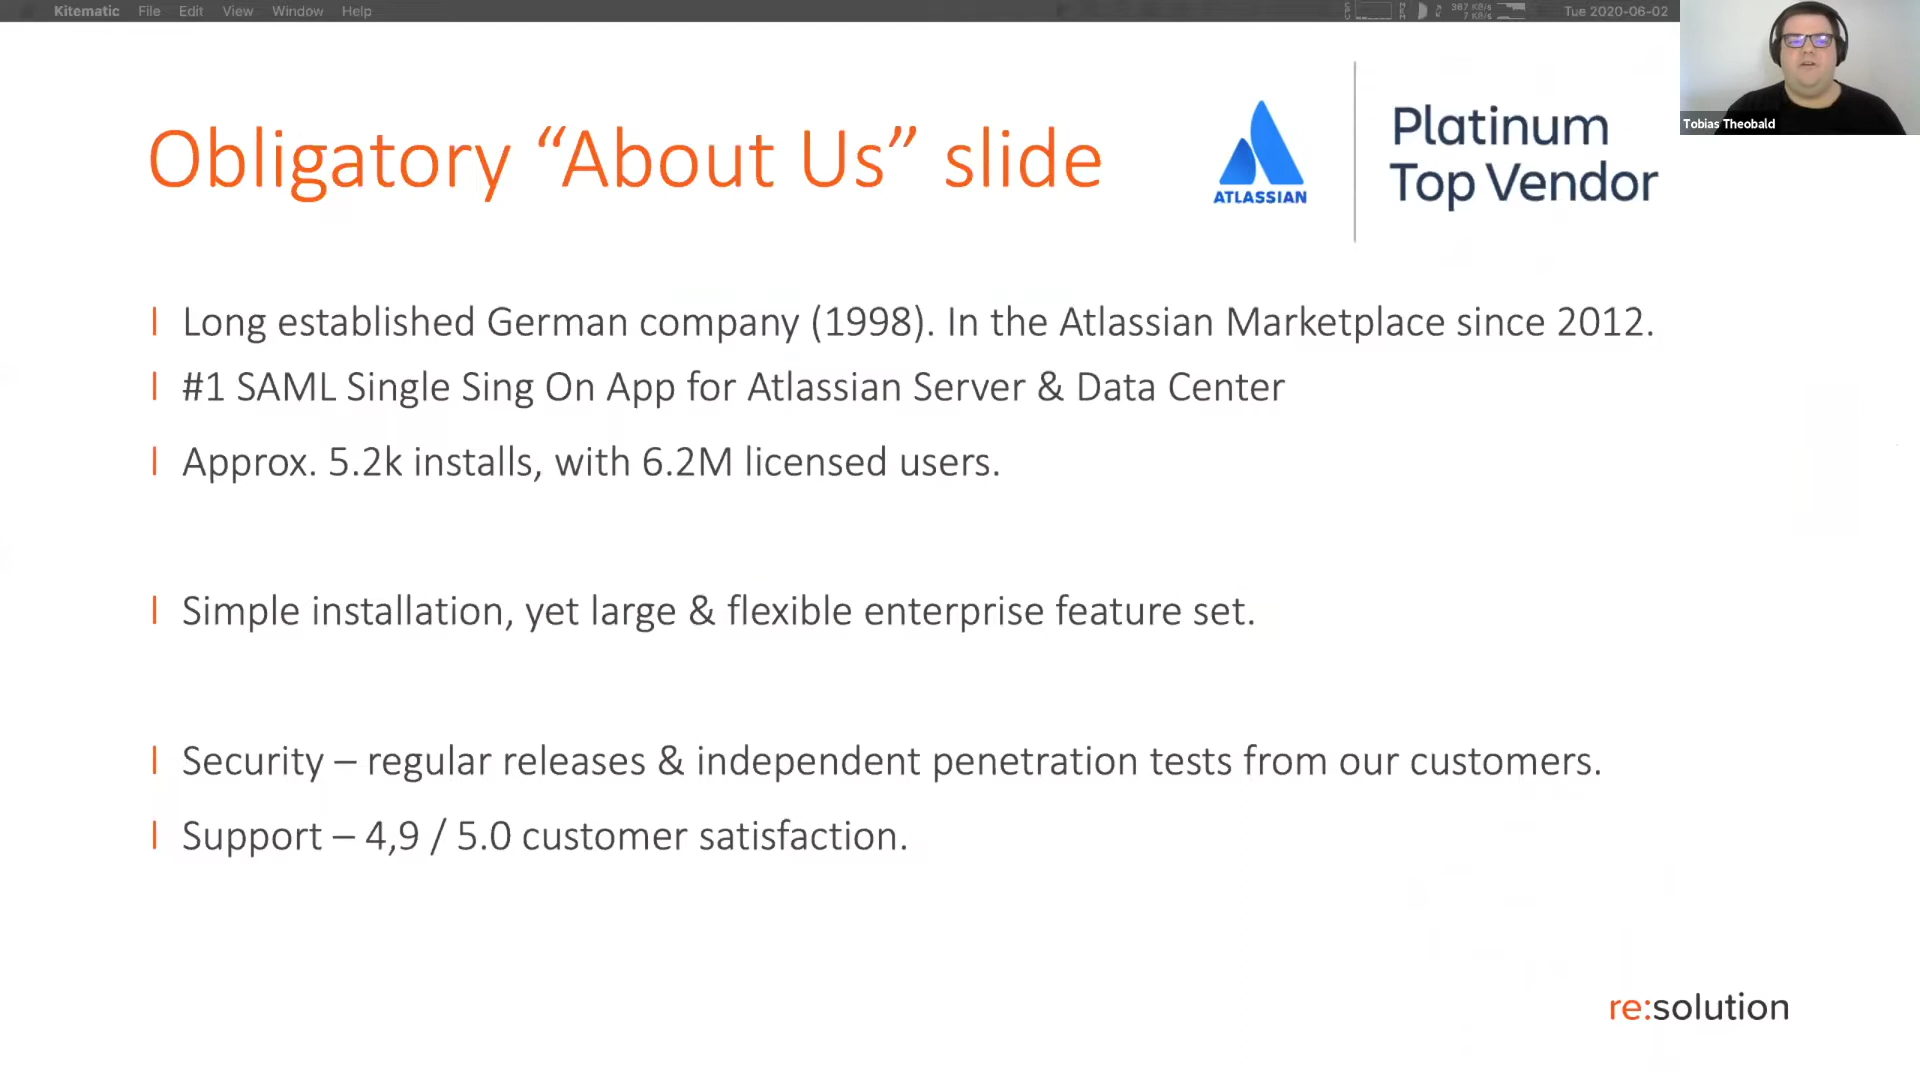 Kitematic File Edit View Window Help
367 KB/s
7 KB/s
Tue 2020-06-02
Tobias Theobald
Obligatory “About Us” slide
ATLASSIAN
Platinum
Top Vendor
Long established German company (1998). In the Atlassian Marketplace since 2012.
#1 SAML Single Sing On App for Atlassian Server & Data Center
Approx. 5.2k installs, with 6.2M licensed users.
Simple installation, yet large & flexible enterprise feature set.
Security – regular releases & independent penetration tests from our customers.
Support – 4,9 / 5.0 customer satisfaction.
re:solution